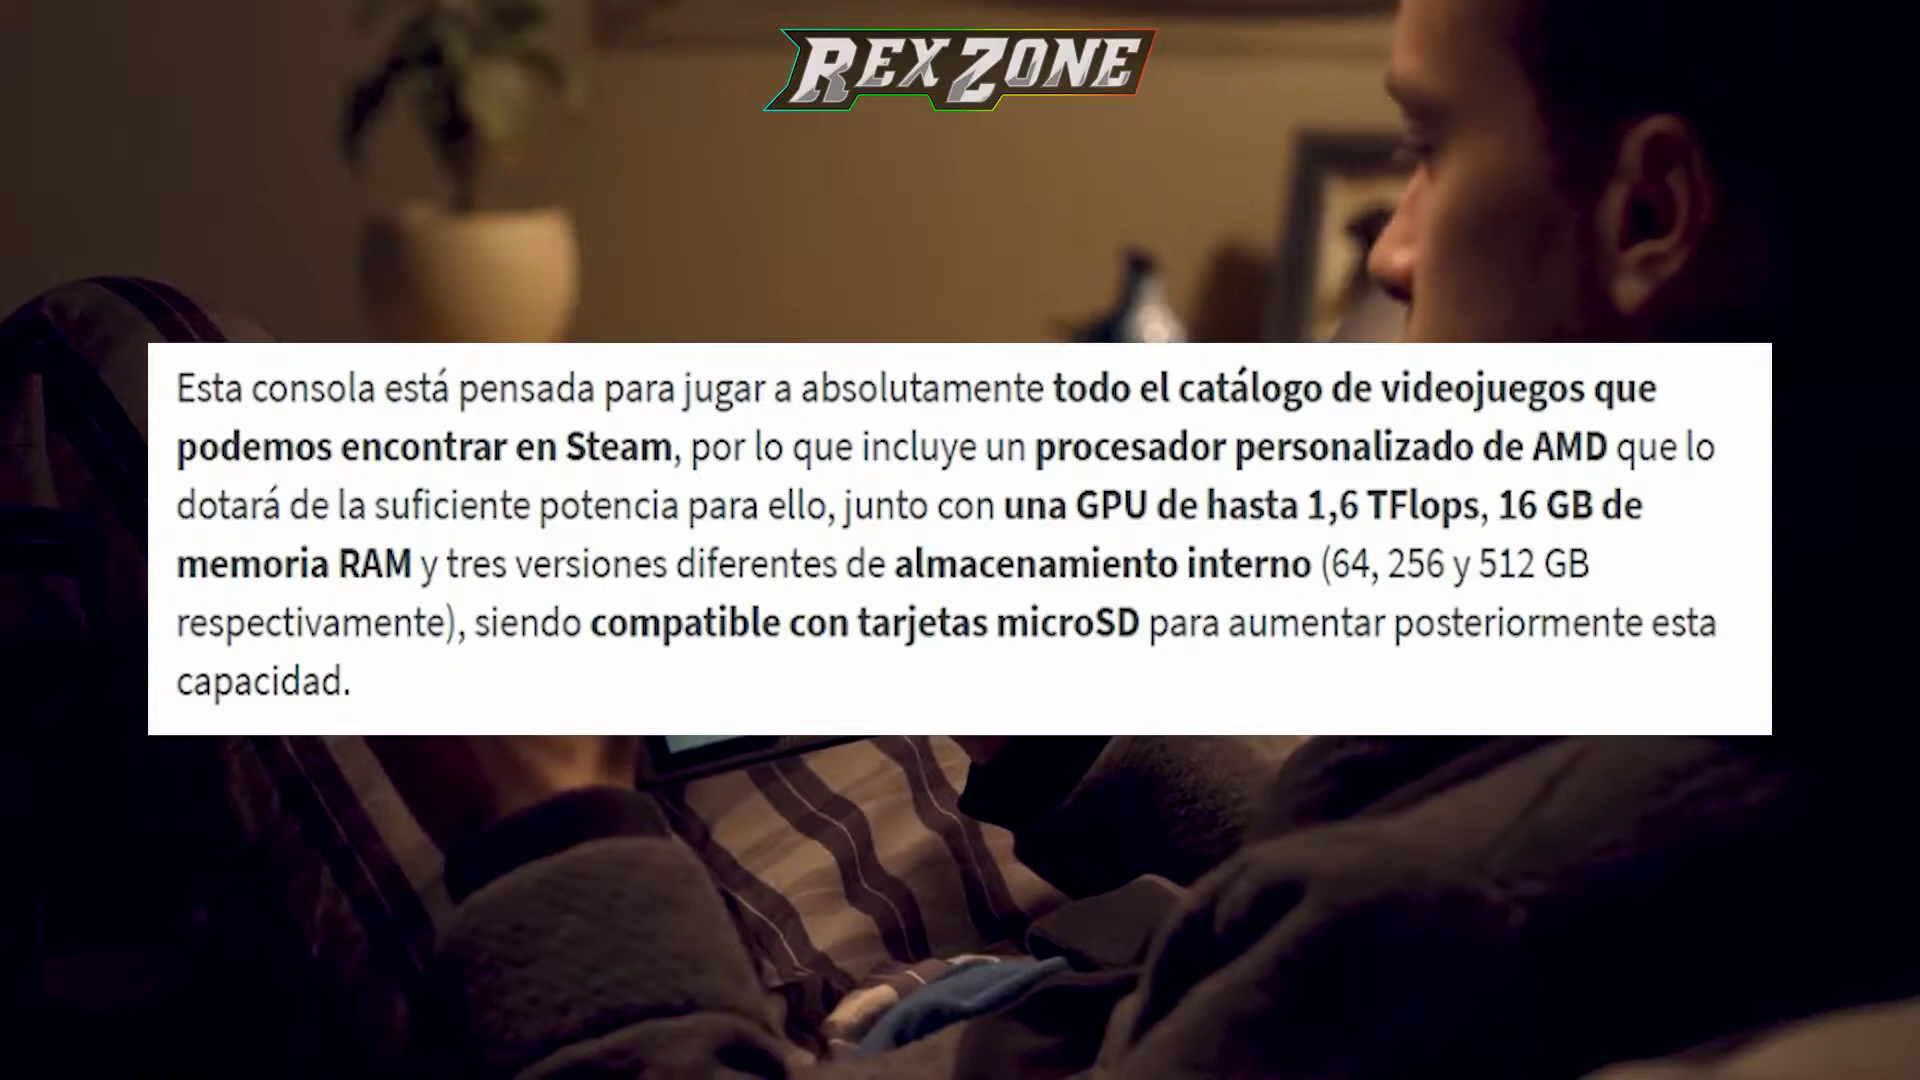 REX ZONE
Esta consola está pensada para jugar a absolutamente todo el catálogo de videojuegos que
podemos encontrar en Steam, por lo que incluye un procesador personalizado de AMD que lo
dotará de la suficiente potencia para ello, junto con una GPU de hasta 1,6 TFlops, 16 GB de
memoria RAM y tres versiones diferentes de almacenamiento interno (64, 256 y 512 GB
respectivamente), siendo compatible con tarjetas microSD para aumentar posteriormente esta
capacidad.